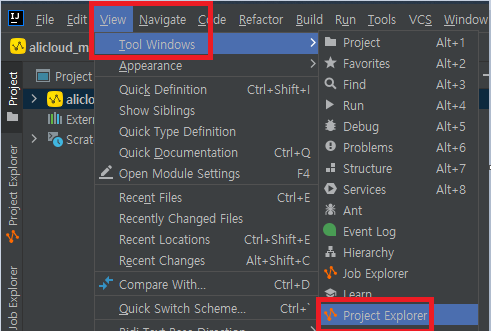 File Edit View Navigate Code Refactor Build Run Tools VCS Window
alicloud_m
Project
alicloud
Extern
Scratc
Project
Project Explorer
Job Explorer
Tool Windows
Appearance
Quick Definition Ctrl+Shift+I
Show Siblings
Quick Type Definition
Quick Documentation Ctrl+Q
Open Module Settings F4
Recent Files Ctrl+E
Recently Changed Files
Recent Locations Ctrl+Shift+E
Recent Changes Alt+Shift+C
Compare With... Ctrl+D
Quick Switch Scheme... Ctrl+`
Bidi Text Base Direction
Project Alt+1
Favorites Alt+2
Find Alt+3
Run Alt+4
Debug Alt+5
Problems Alt+6
Structure Alt+7
Services Alt+8
Ant
Event Log
Hierarchy
Job Explorer
Learn
Project Explorer